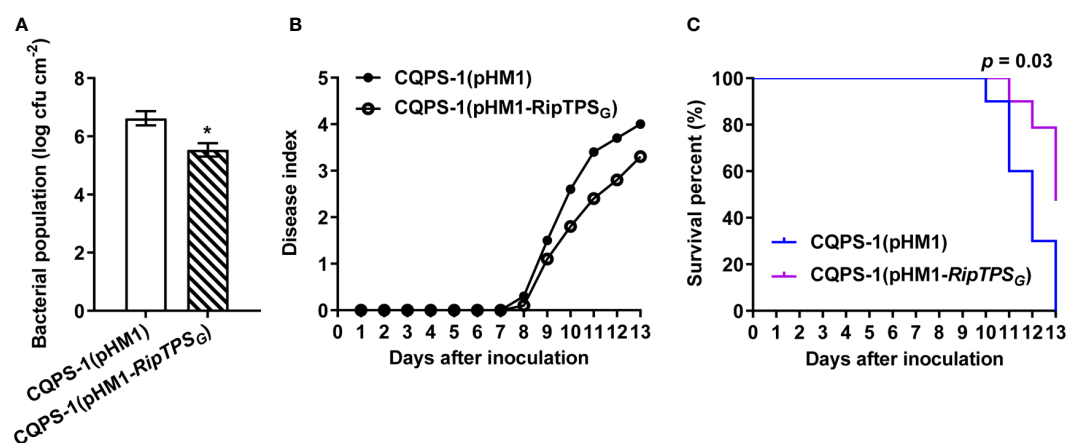 A
Bacterial population (log cfu cm⁻²)
8
6
4
2
0
*
CQPS-1(pHM1)
CQPS-1(pHM1-RipTPS_G)
B
CQPS-1(pHM1)
CQPS-1(pHM1-RipTPS_G)
Disease index
5
4
3
2
1
0
0 1 2 3 4 5 6 7 8 9 10 11 12 13
Days after inoculation
C
p = 0.03
Survival percent (%)
100
80
60
40
20
0
CQPS-1(pHM1)
CQPS-1(pHM1-RipTPS_G)
0 1 2 3 4 5 6 7 8 9 10 11 12 13
Days after inoculation